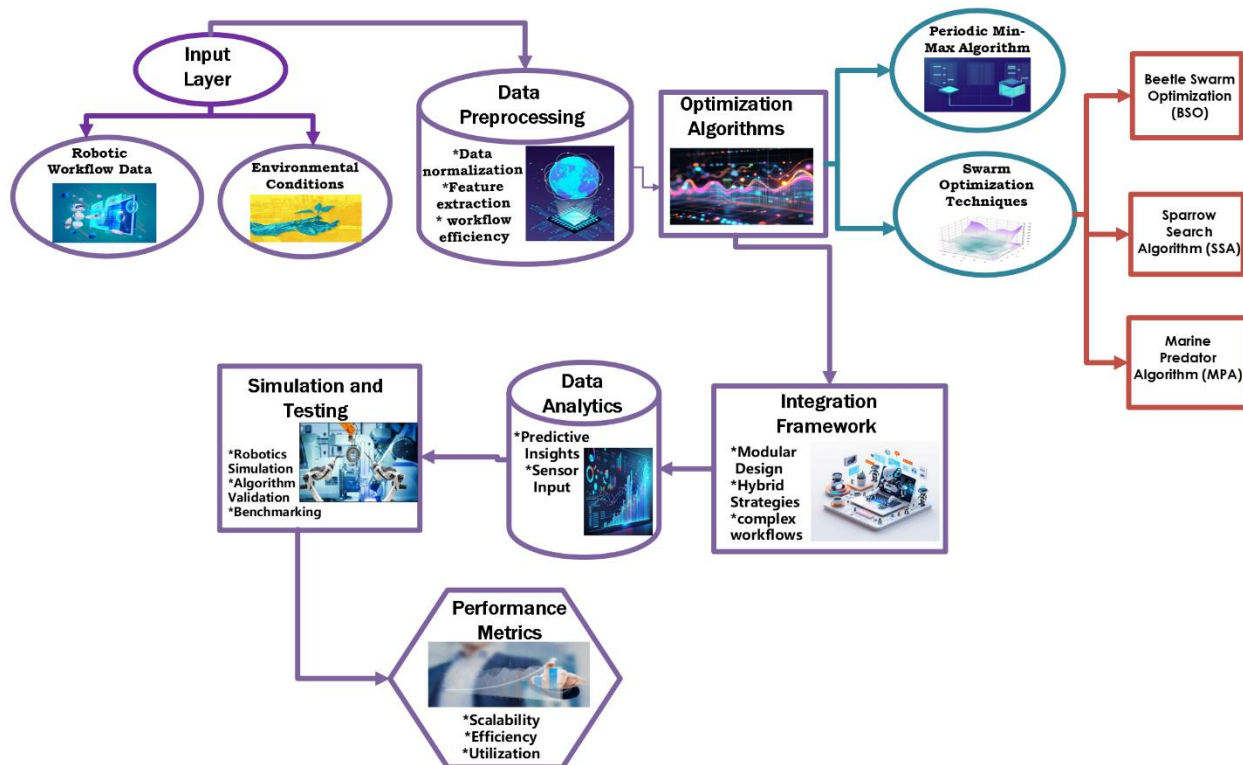 Input
Layer
Robotic
Workflow Data
Environmental
Conditions
Data
Preprocessing
*Data
normalization
*Feature
extraction
* workflow
efficiency
Optimization
Algorithms
Periodic Min-
Max Algorithm
Swarm
Optimization
Techniques
Beetle Swarm
Optimization
(BSO)
Sparrow
Search
Algorithm (SSA)
Marine
Predator
Algorithm (MPA)
Integration
Framework
*Modular
Design
*Hybrid
Strategies
*complex
workflows
Data
Analytics
*Predictive
Insights
*Sensor
Input
Simulation and
Testing
*Robotics
Simulation
*Algorithm
Validation
*Benchmarking
Performance
Metrics
*Scalability
*Efficiency
*Utilization